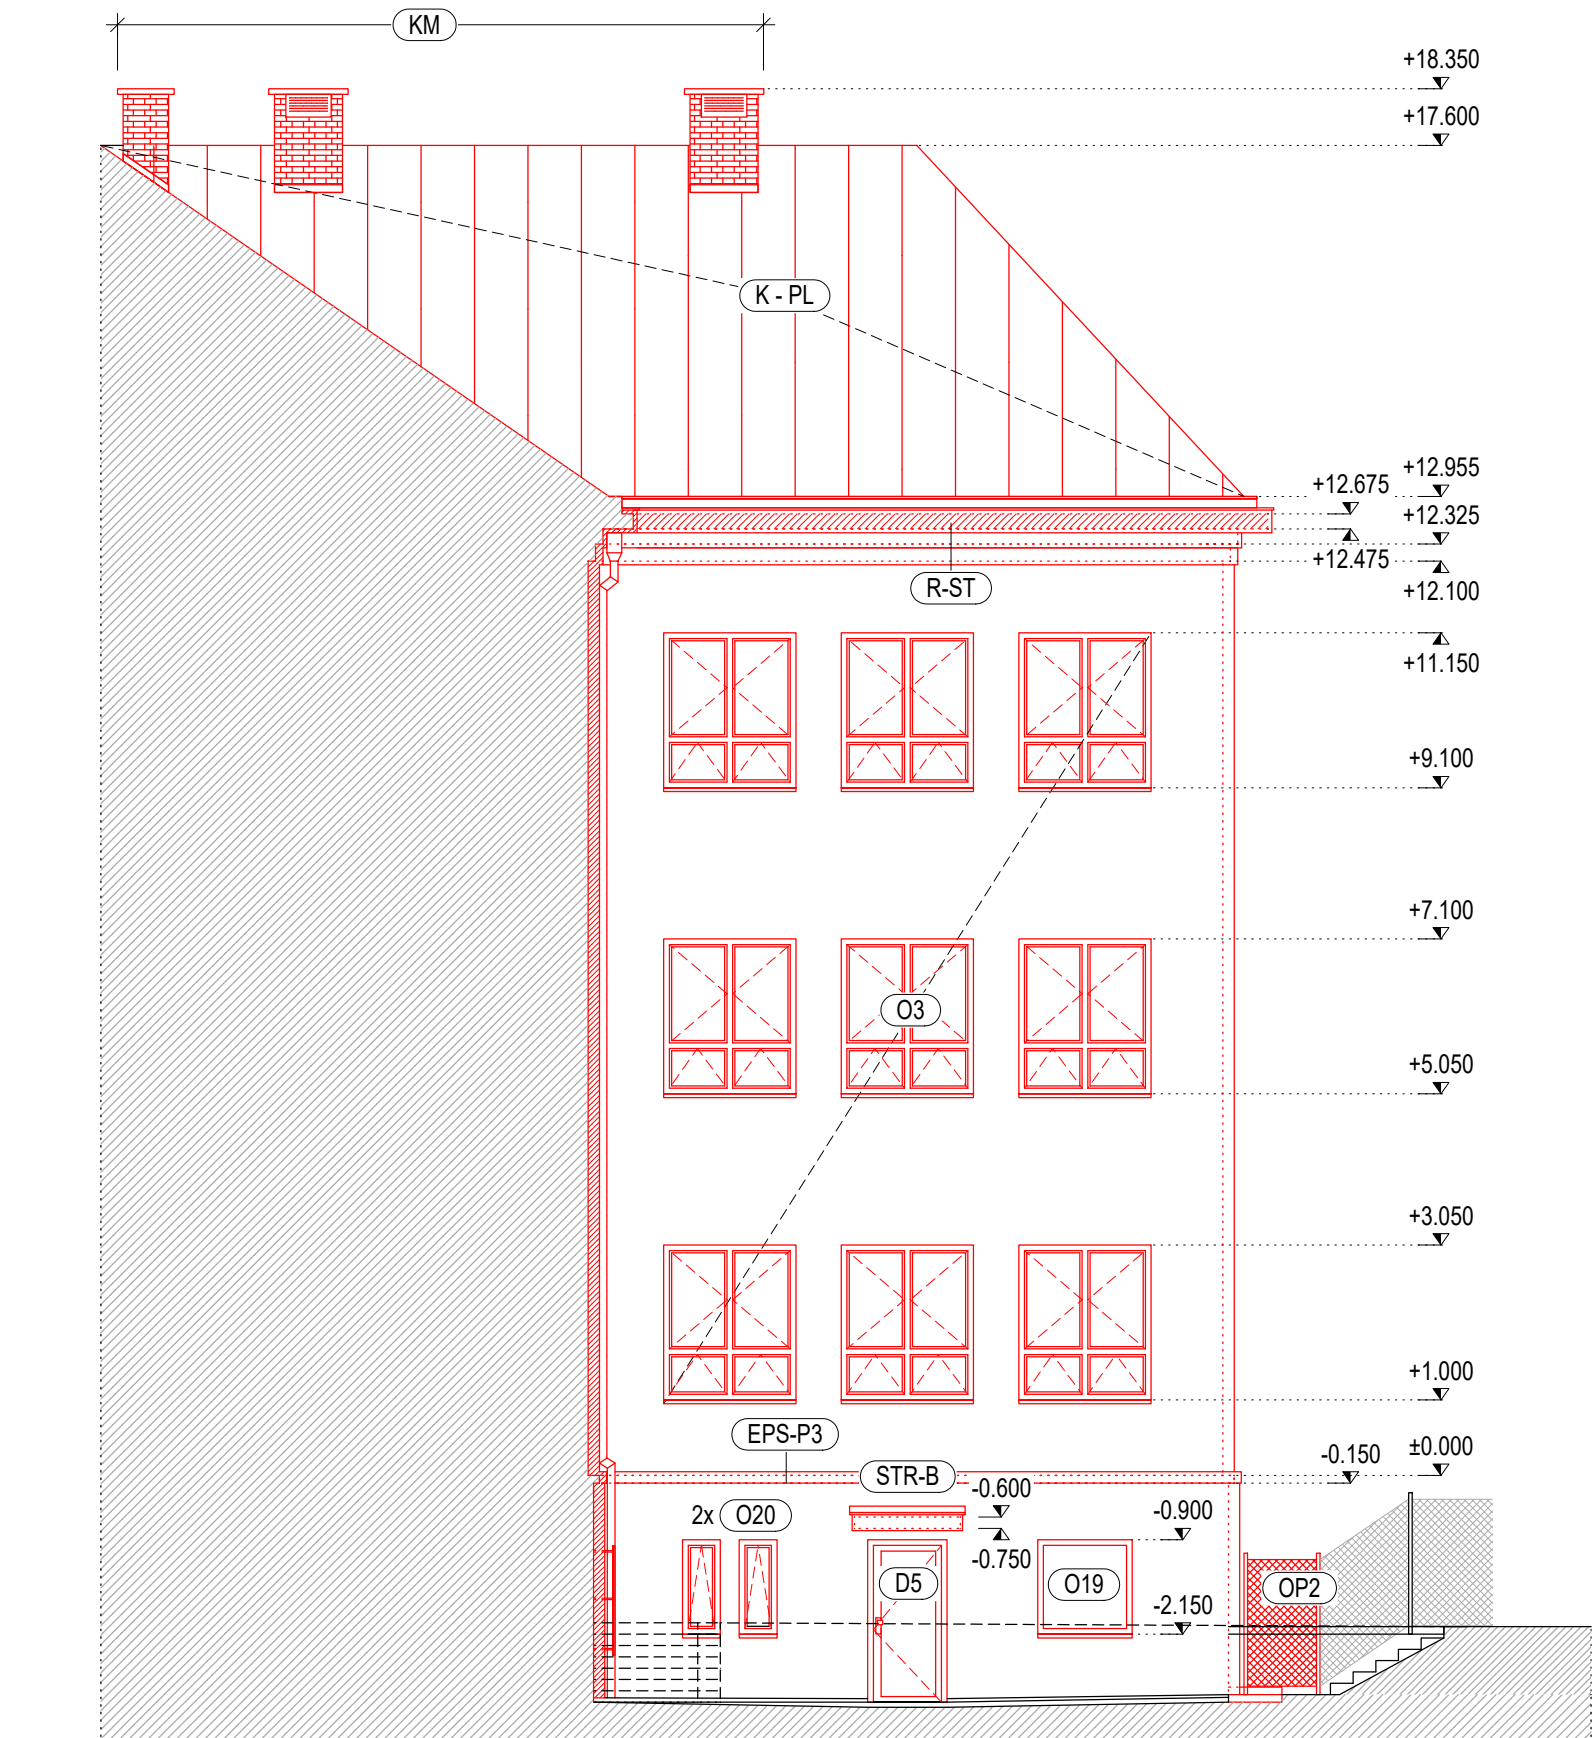 KM
+18.350
+17.600
K - PL
+12.955
+12.675
+12.325
+12.475
R-ST
+12.100
+11.150
+9.100
+7.100
O3
+5.050
+3.050
+1.000
EPS-P3
±0.000
-0.150
STR-B
-0.600
2x O20
-0.900
-0.750
D5
O19
OP2
-2.150